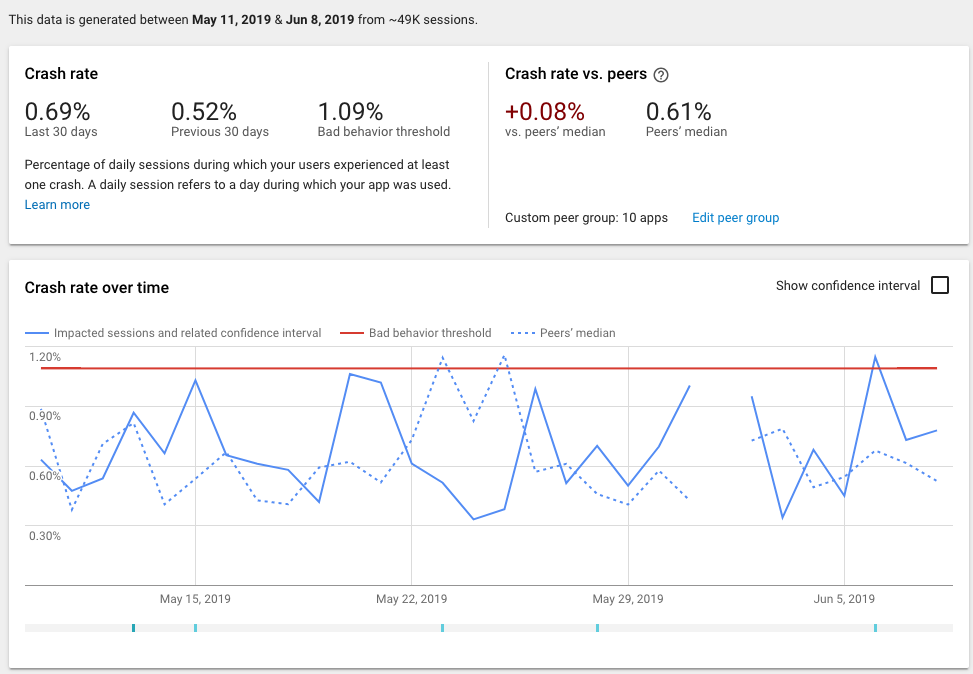 This data is generated between May 11, 2019 & Jun 8, 2019 from ~49K sessions.
Crash rate
0.69%
Last 30 days
0.52%
Previous 30 days
1.09%
Bad behavior threshold
Percentage of daily sessions during which your users experienced at least
one crash. A daily session refers to a day during which your app was used.
Learn more
Crash rate vs. peers ?
+0.08%
vs. peers' median
0.61%
Peers' median
Custom peer group: 10 apps Edit peer group
Crash rate over time
Show confidence interval
Impacted sessions and related confidence interval Bad behavior threshold Peers' median
1.20%
0.90%
0.60%
0.30%
May 15, 2019 May 22, 2019 May 29, 2019 Jun 5, 2019